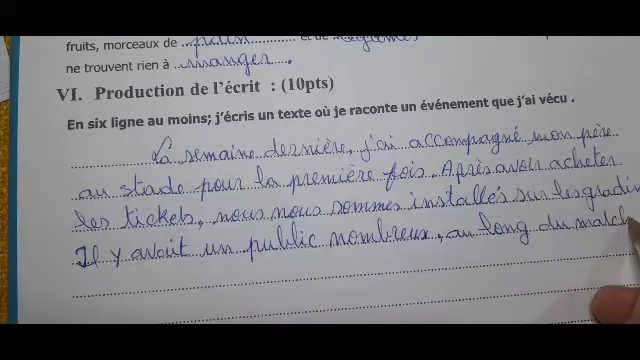 fruits, morceaux de pain et de légumes
ne trouvent rien à manger.
VI. Production de l'écrit : (10pts)
En six ligne au moins; j'écris un texte où je raconte un événement que j'ai vécu .
La semaine dernière, j'ai accompagné mon père
au stade pour la première fois. Après avoir acheter
les tickets, nous nous sommes installés sur les gradin
Il y avait un public nombreux, au long du match